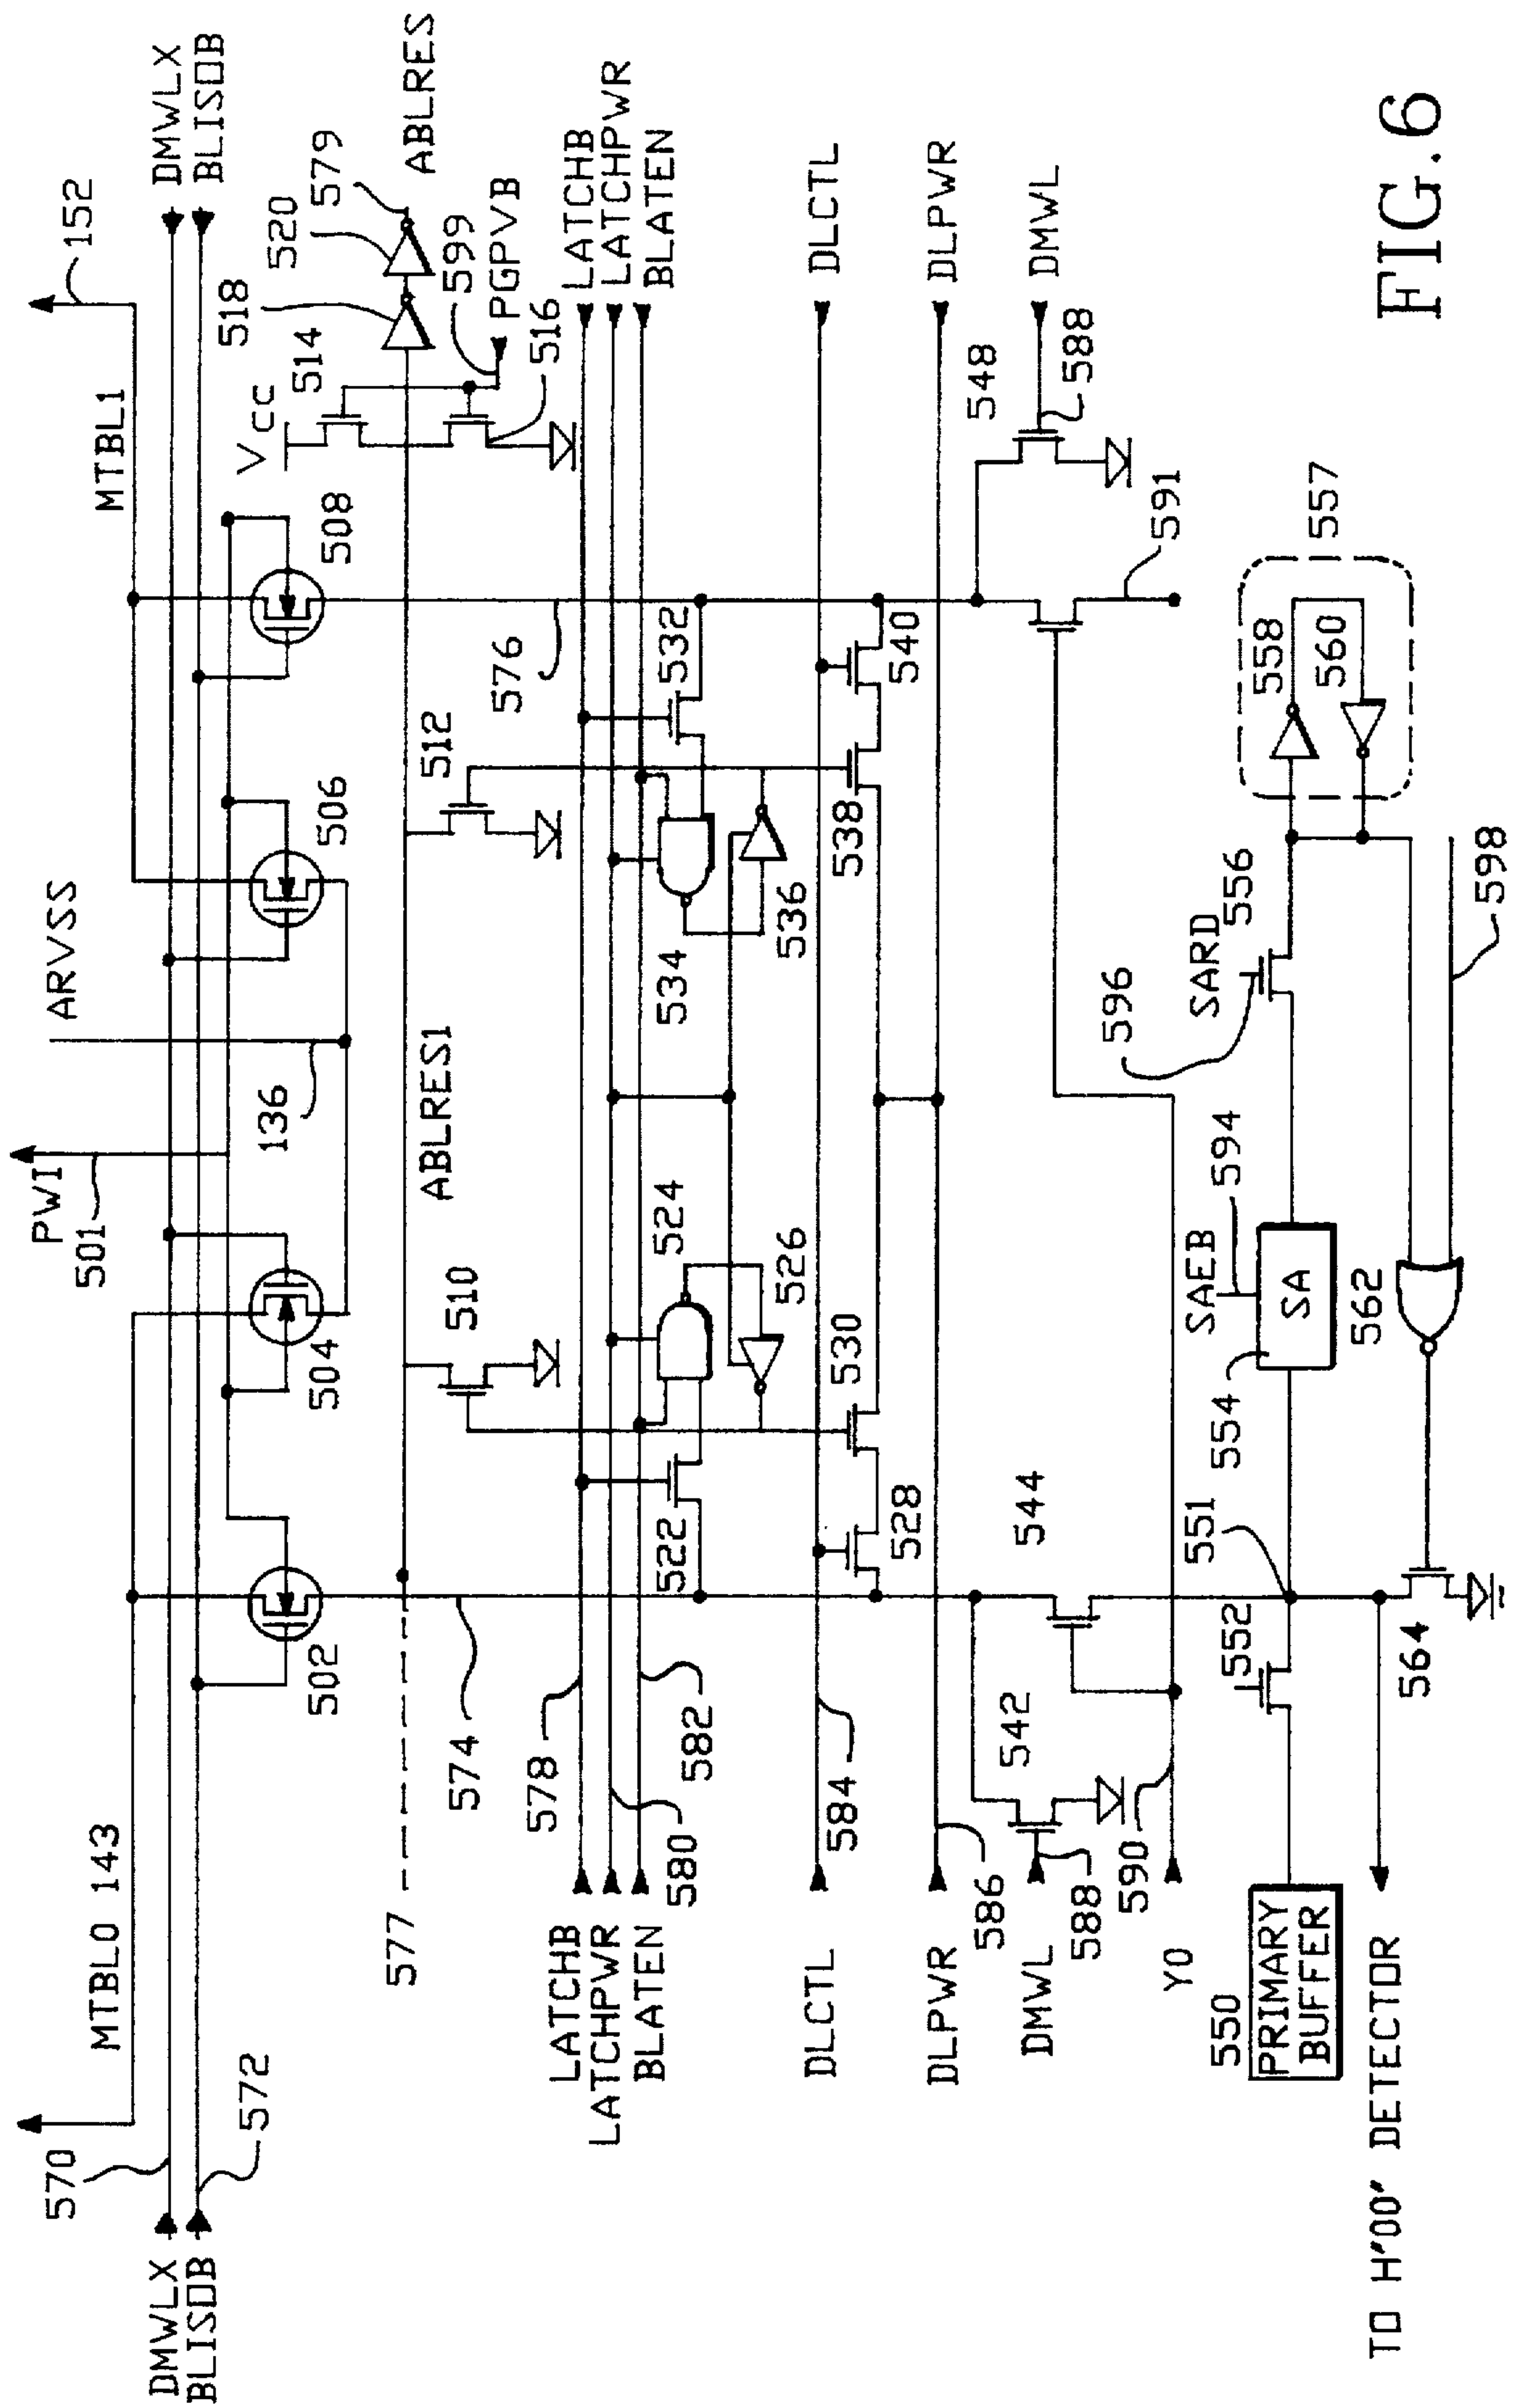 PWI
501
ARVSS
136
MTBL0 143
MTBL1
152
570
DMWLX
BLISOB
572
DMWLX
BLISOB
502
504
506
508
Vcc
514
518
520
579
ABLRES
599
PGPVB
516
577
ABLRES1
510
512
574
576
578
LATCHB
LATCHPWR
BLATEN
580
582
LATCHB
LATCHPWR
BLATEN
522
524
526
532
534
536
DLCTL
584
528
530
538
540
DLCTL
DLPWR
586
DLPWR
DMWL
588
542
544
590
Y0
548
588
DMWL
591
550
PRIMARY
BUFFER
552
551
554
SAEB
594
SA
596
SARD
556
558
560
557
562
564
598
TO H"00" DETECTOR
FIG.6